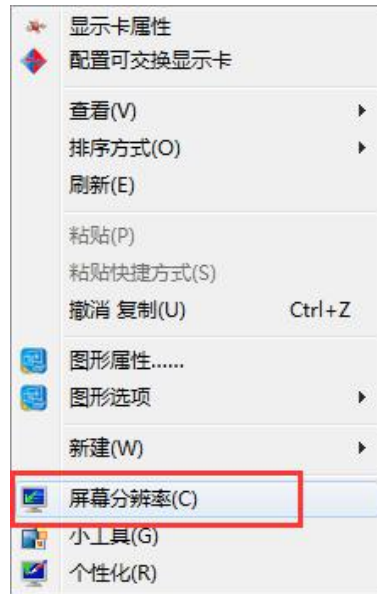 显示卡属性
配置可交换显示卡
查看(V)
排序方式(O)
刷新(E)
粘贴(P)
粘贴快捷方式(S)
撤消 复制(U) Ctrl+Z
图形属性......
图形选项
新建(W)
屏幕分辨率(C)
小工具(G)
个性化(R)